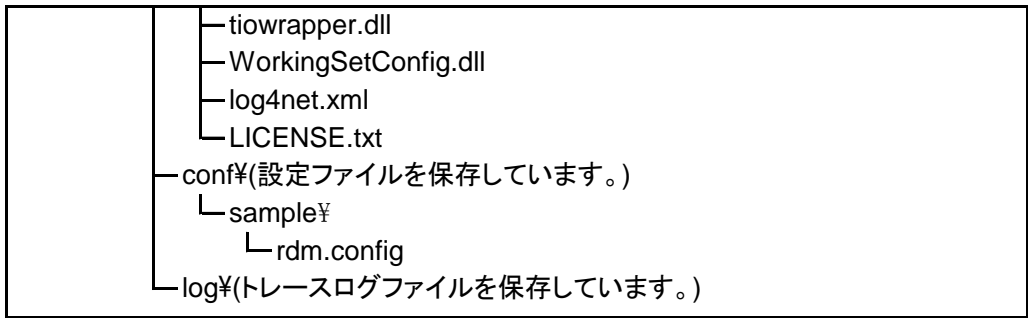 tiowrapper.dll
WorkingSetConfig.dll
log4net.xml
LICENSE.txt
conf¥(設定ファイルを保存しています。)
sample¥
rdm.config
log¥(トレースログファイルを保存しています。)